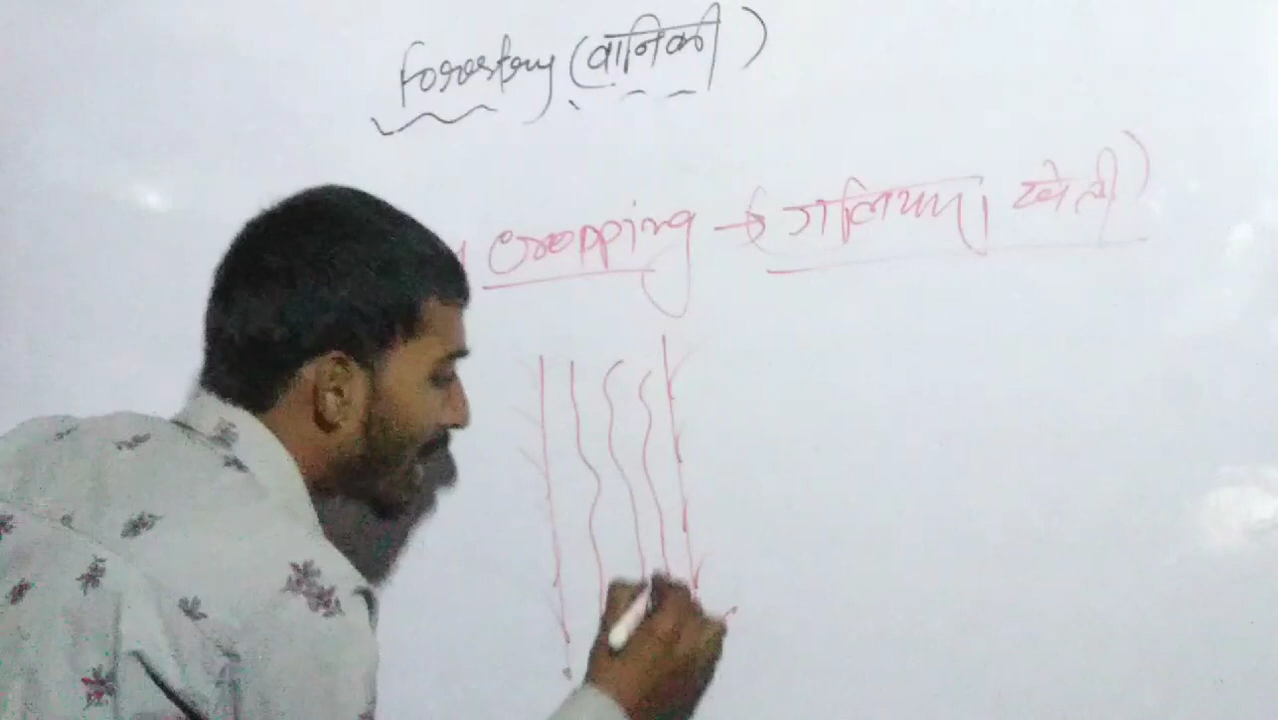 Forestry (वानिकी)
cropping → (गलियारा खेती)